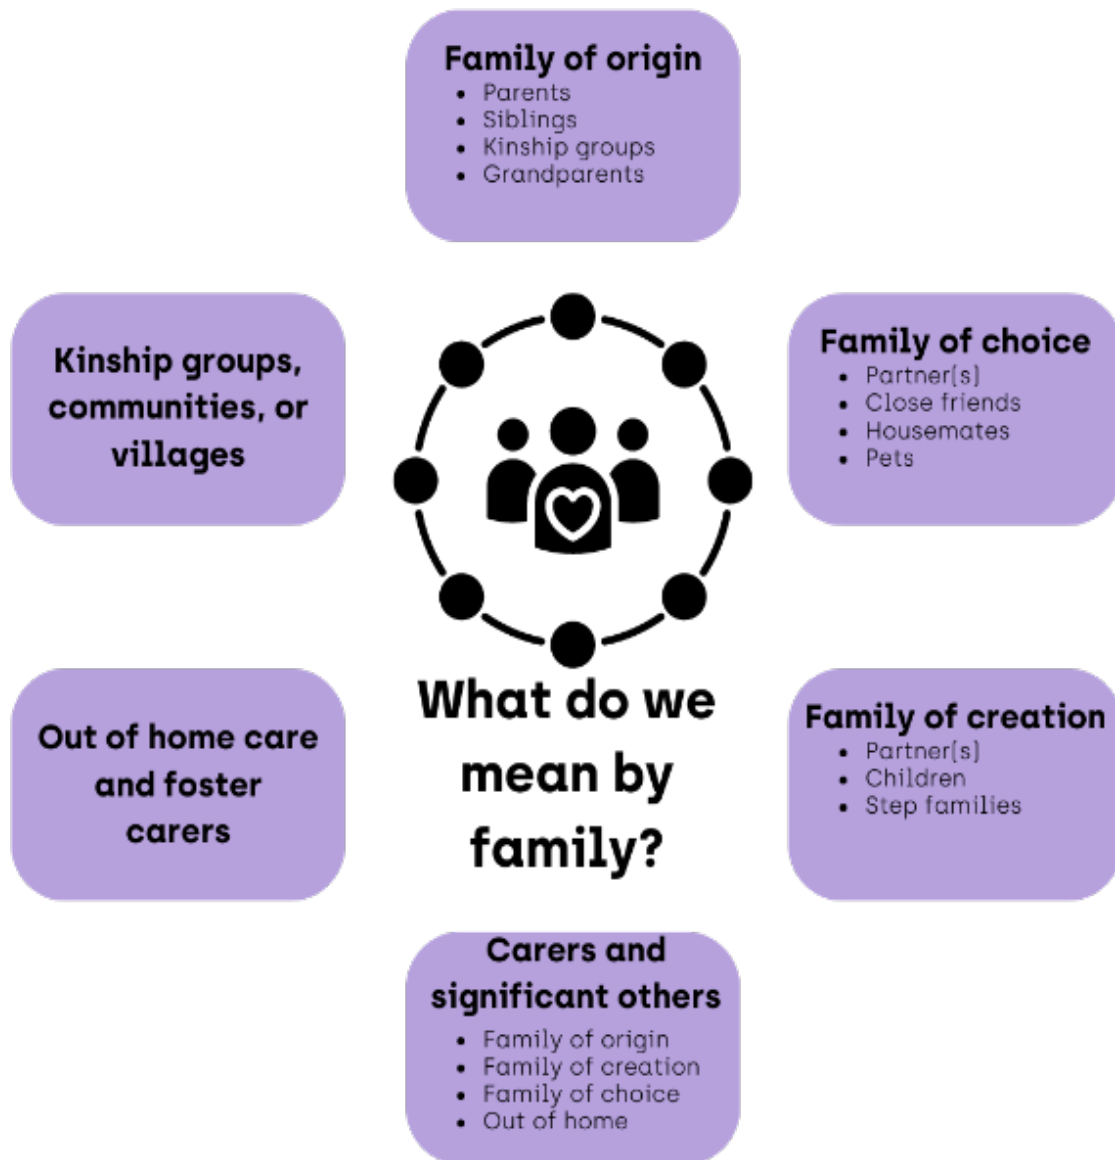 Family of origin
• Parents
• Siblings
• Kinship groups
• Grandparents
Kinship groups,
communities, or
villages
Family of choice
• Partner(s)
• Close friends
• Housemates
• Pets
What do we
mean by
family?
Out of home care
and foster
carers
Family of creation
• Partner(s)
• Children
• Step families
Carers and
significant others
• Family of origin
• Family of creation
• Family of choice
• Out of home